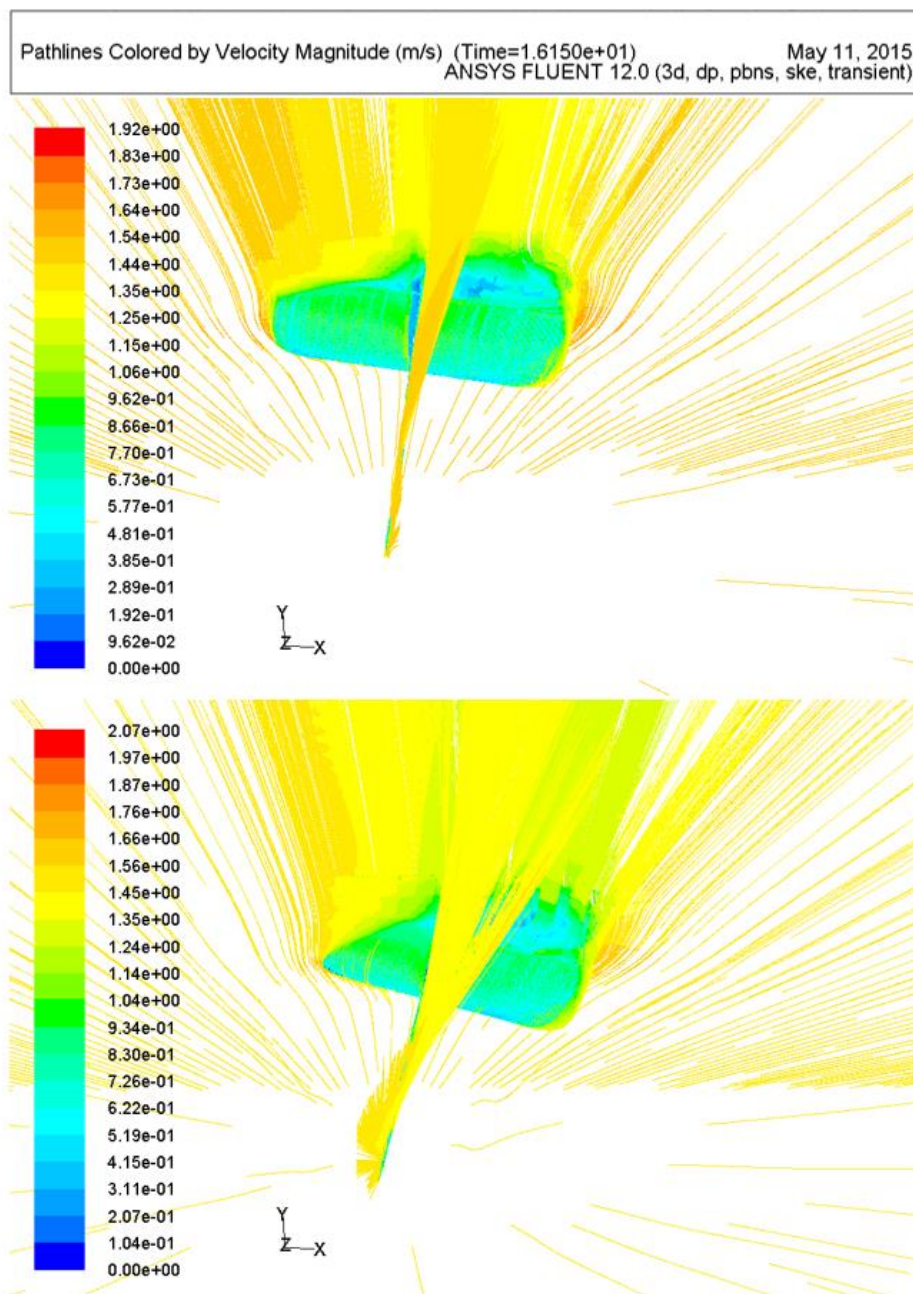 Pathlines Colored by Velocity Magnitude (m/s) (Time=1.6150e+01)
May 11, 2015
ANSYS FLUENT 12.0 (3d, dp, pbns, ske, transient)
1.92e+00
1.83e+00
1.73e+00
1.64e+00
1.54e+00
1.44e+00
1.35e+00
1.25e+00
1.15e+00
1.06e+00
9.62e-01
8.66e-01
7.70e-01
6.73e-01
5.77e-01
4.81e-01
3.85e-01
2.89e-01
1.92e-01
9.62e-02
0.00e+00
Y
Z
X
2.07e+00
1.97e+00
1.87e+00
1.76e+00
1.66e+00
1.56e+00
1.45e+00
1.35e+00
1.24e+00
1.14e+00
1.04e+00
9.34e-01
8.30e-01
7.26e-01
6.22e-01
5.19e-01
4.15e-01
3.11e-01
2.07e-01
1.04e-01
0.00e+00
Y
Z
X